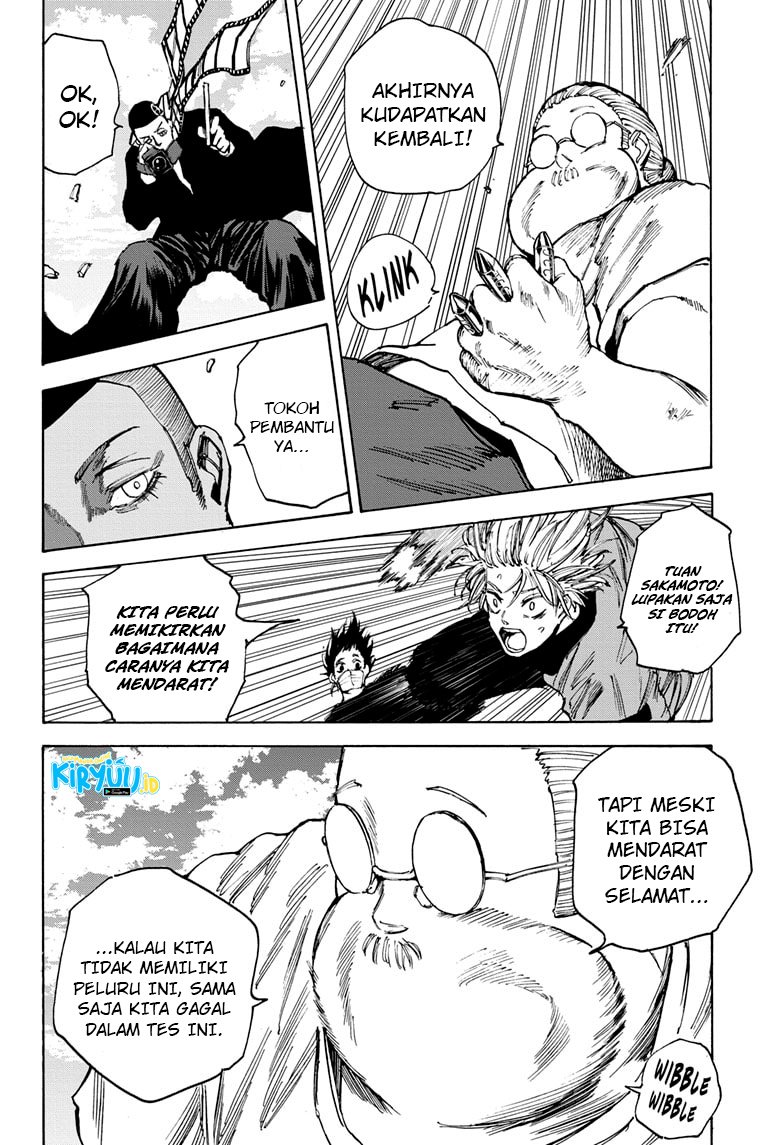 AKHIRNYA
KUDAPATKAN
KEMBALI!
KLINK
OK,
OK!
TOKOH
PEMBANTU
YA...
TUAN
SAKAMOTO!
LUPAKAN SAJA
SI BODOH
ITU!
KITA PERLU
MEMIKIRKAN
BAGAIMANA
CARANYA KITA
MENDARAT!
KIRYUU.ID
TAPI MESKI
KITA BISA
MENDARAT
DENGAN
SELAMAT...
...KALAU KITA
TIDAK MEMILIKI
PELURU INI, SAMA
SAJA KITA GAGAL
DALAM TES INI.
WIBBLE
WIBBLE